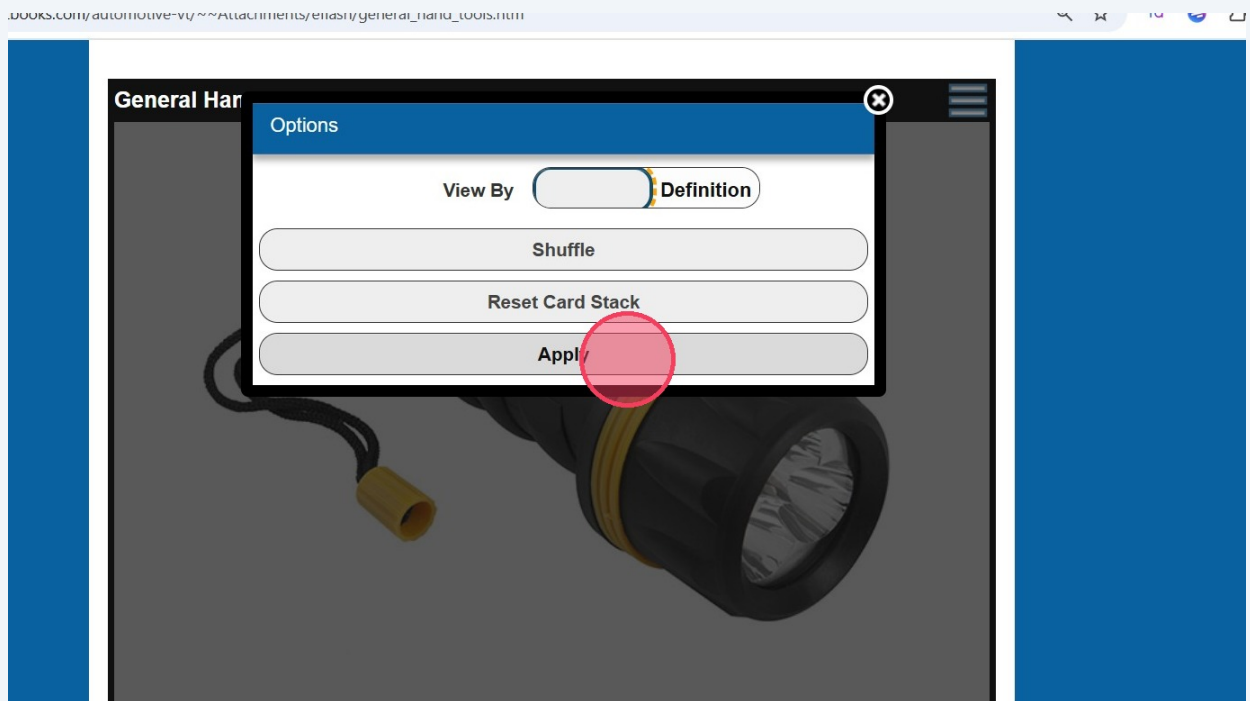 .books.com/automotive-vt/~~Attachments/eflash/general_hand_tools.htm
General Han
Options
View By
Definition
Shuffle
Reset Card Stack
Apply